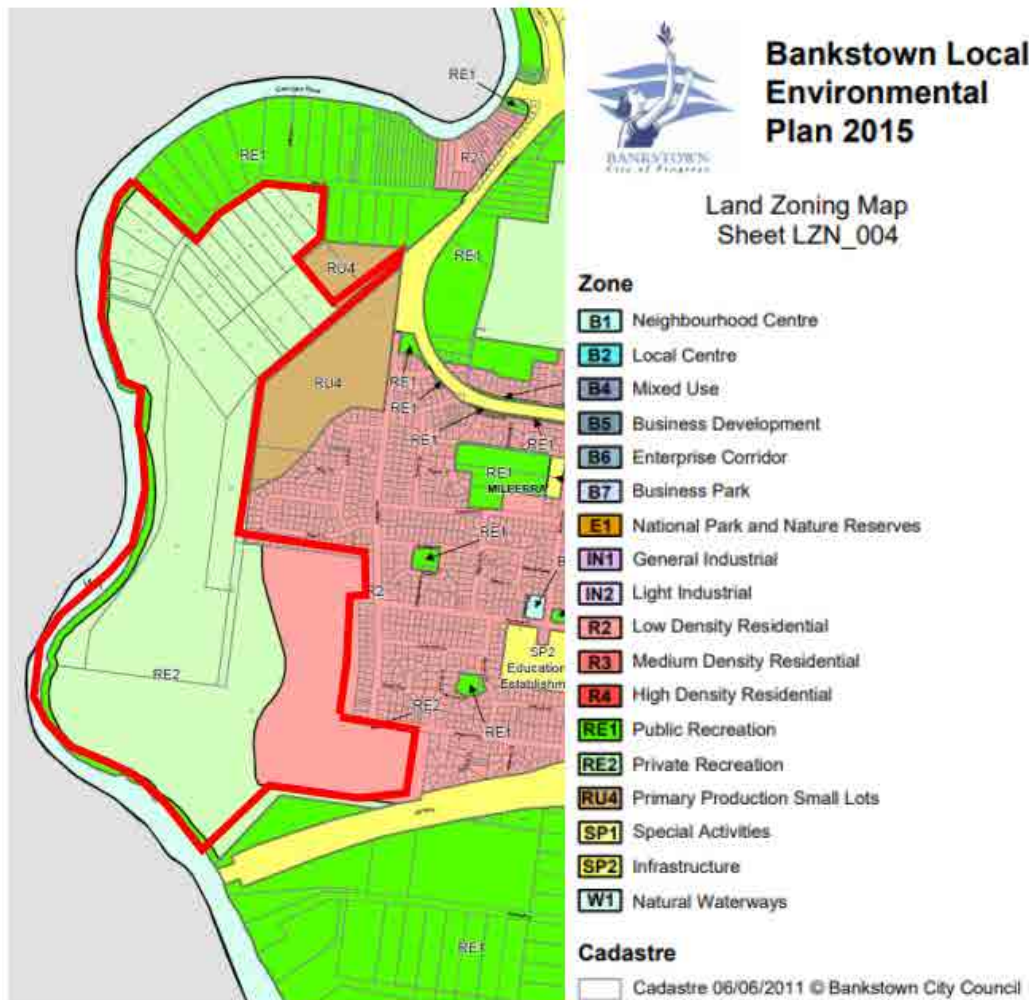 Bankstown Local
Environmental
Plan 2015
BANKSTOWN
City of Progress
Land Zoning Map
Sheet LZN_004
Zone
B1 Neighbourhood Centre
B2 Local Centre
B4 Mixed Use
B5 Business Development
B6 Enterprise Corridor
B7 Business Park
E1 National Park and Nature Reserves
IN1 General Industrial
IN2 Light Industrial
R2 Low Density Residential
R3 Medium Density Residential
R4 High Density Residential
RE1 Public Recreation
RE2 Private Recreation
RU4 Primary Production Small Lots
SP1 Special Activities
SP2 Infrastructure
W1 Natural Waterways
Cadastre
Cadastre 06/06/2011 © Bankstown City Council
RE1
RE1
R2
RE1
RU4
RU4
RE1
RE1
RE1
RE1
RE1
MILPERRA
RE1
R2
SP2
Education
Establishm
RE2
RE2
RE1
RE1